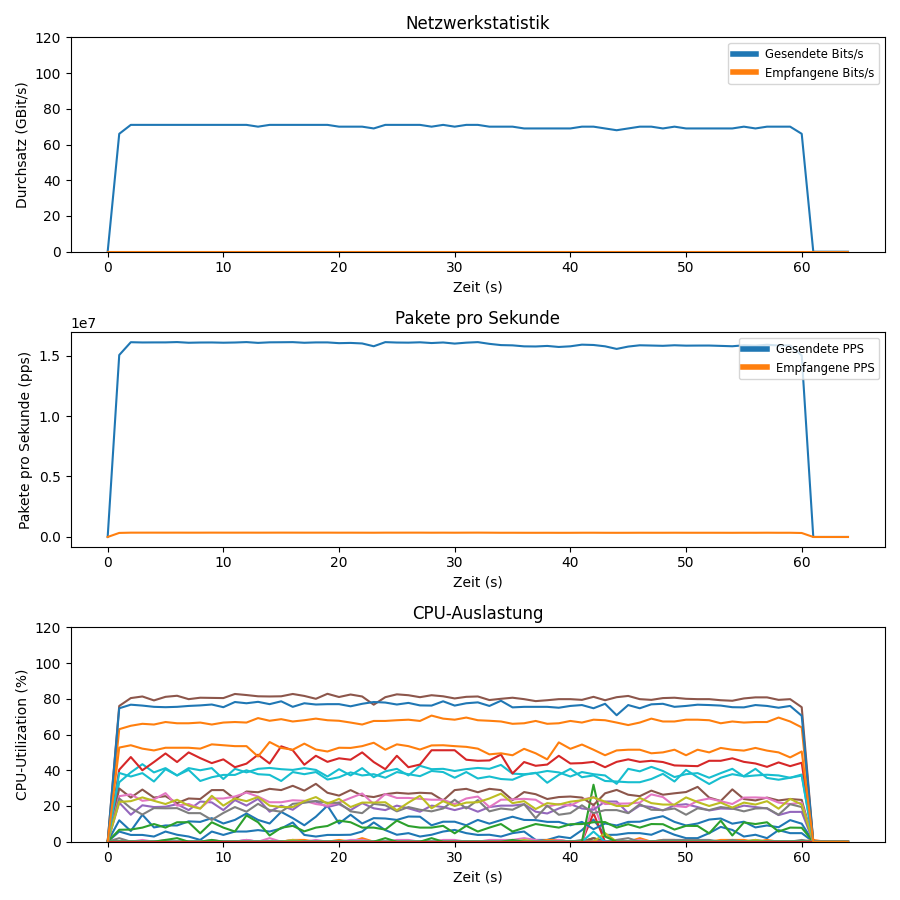 Netzwerkstatistik
120
100
80
60
40
20
0
Durchsatz (GBit/s)
Gesendete Bits/s
Empfangene Bits/s
0 10 20 30 40 50 60
Zeit (s)
Pakete pro Sekunde
1e7
1.5
1.0
0.5
0.0
Pakete pro Sekunde (pps)
Gesendete PPS
Empfangene PPS
0 10 20 30 40 50 60
Zeit (s)
CPU-Auslastung
120
100
80
60
40
20
0
CPU-Utilization (%)
0 10 20 30 40 50 60
Zeit (s)